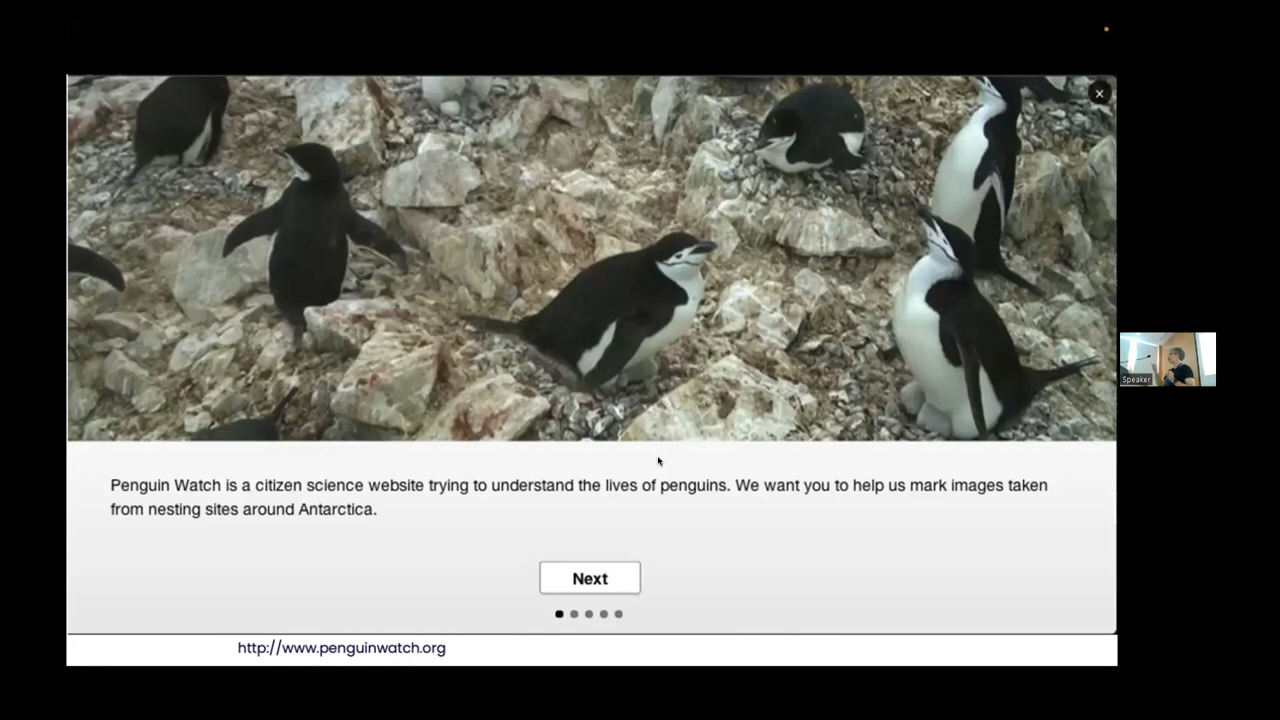 Speaker
Penguin Watch is a citizen science website trying to understand the lives of penguins. We want you to help us mark images taken
from nesting sites around Antarctica.
Next
http://www.penguinwatch.org